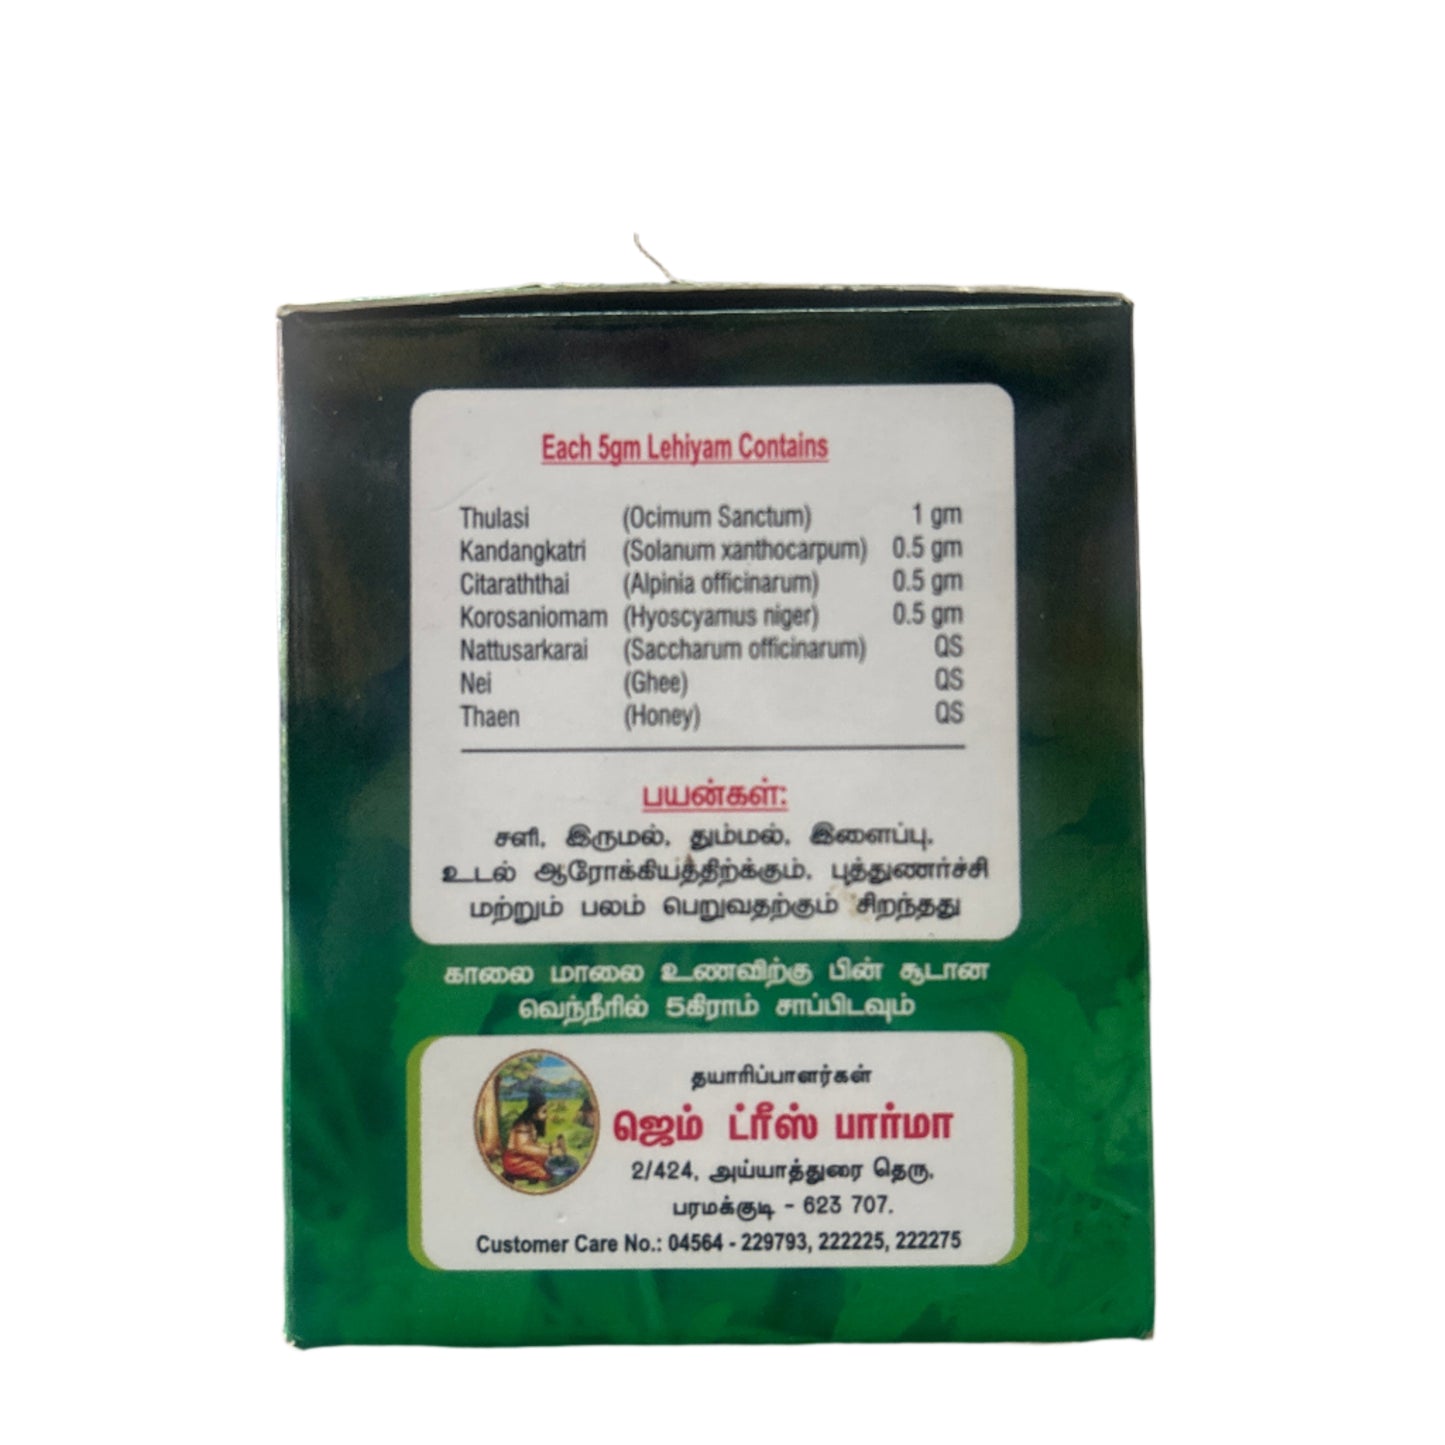 Each 5gm Lehiyam Contains
Thulasi (Ocimum Sanctum) 1 gm
Kandangkatri (Solanum xanthocarpum) 0.5 gm
Citaraththai (Alpinia officinarum) 0.5 gm
Korosaniomam (Hyoscyamus niger) 0.5 gm
Nattusarkarai (Saccharum officinarum) QS
Nei (Ghee) QS
Thaen (Honey) QS
பயன்கள்:
சளி, இருமல், தும்மல், இளைப்பு,
உடல் ஆரோக்கியத்திற்க்கும், புத்துணர்ச்சி
மற்றும் பலம் பெறுவதற்கும் சிறந்தது
காலை மாலை உணவிற்கு பின் சூடான
வெந்நீரில் 5கிராம் சாப்பிடவும்
தயாரிப்பாளர்கள்
ஜெம் ட்ரீஸ் பார்மா
2/424, அய்யாத்துரை தெரு,
பரமக்குடி - 623 707.
Customer Care No.: 04564 - 229793, 222225, 222275